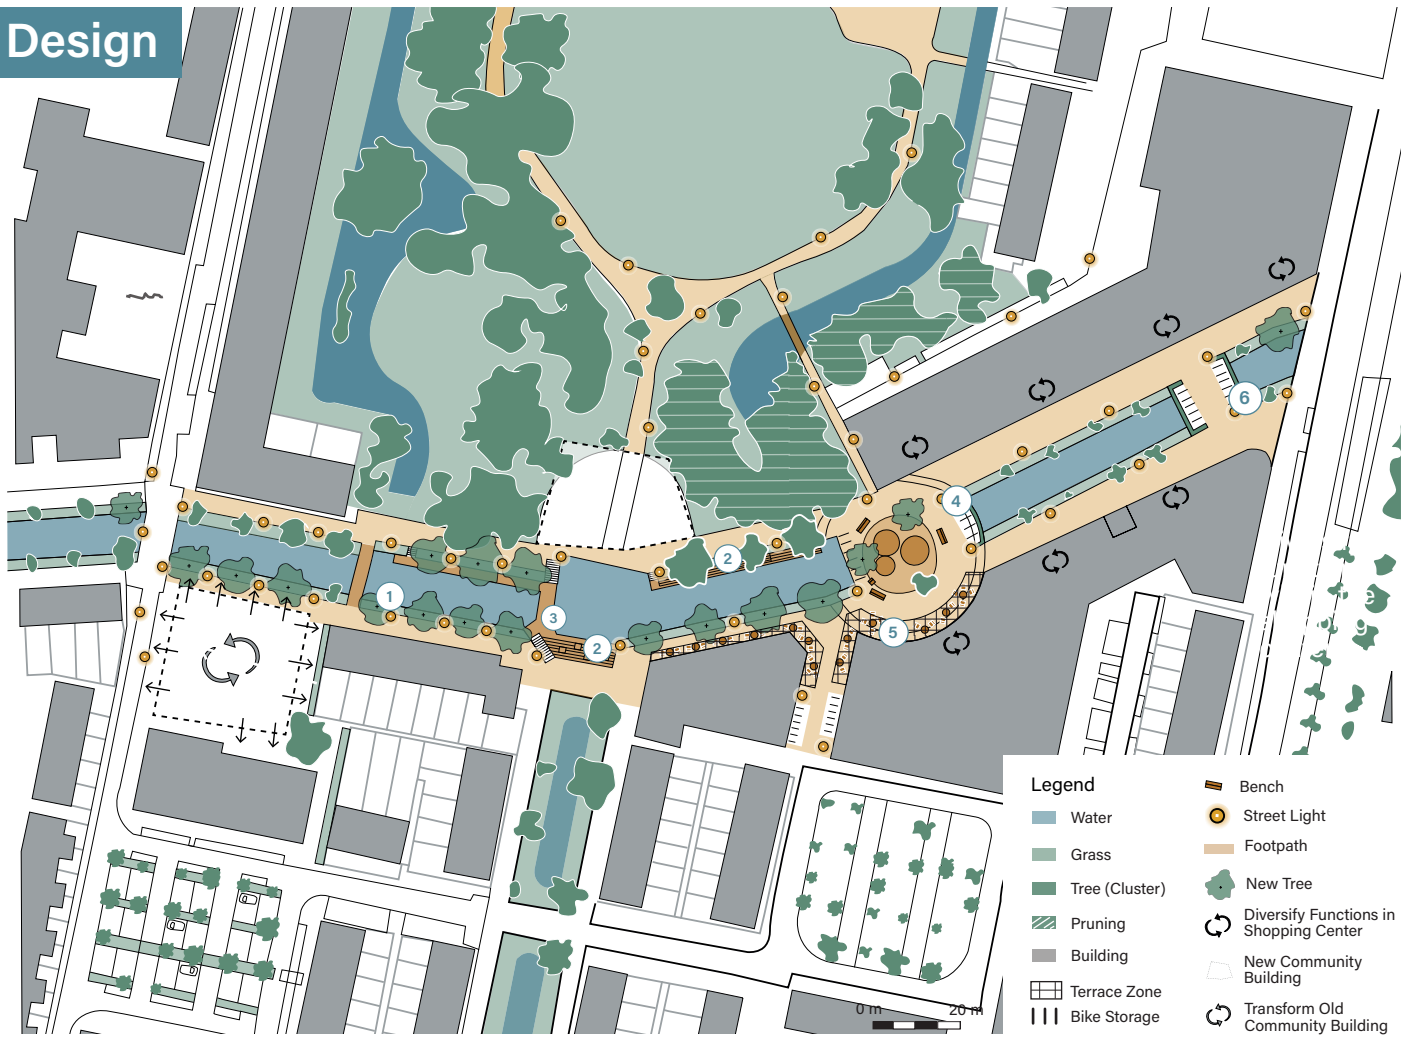 Design
1
2
3
2
4
5
6
Legend
Water
Grass
Tree (Cluster)
Pruning
Building
Terrace Zone
Bike Storage
Bench
Street Light
Footpath
New Tree
Diversify Functions in
Shopping Center
New Community
Building
Transform Old
Community Building
0 m
20 m